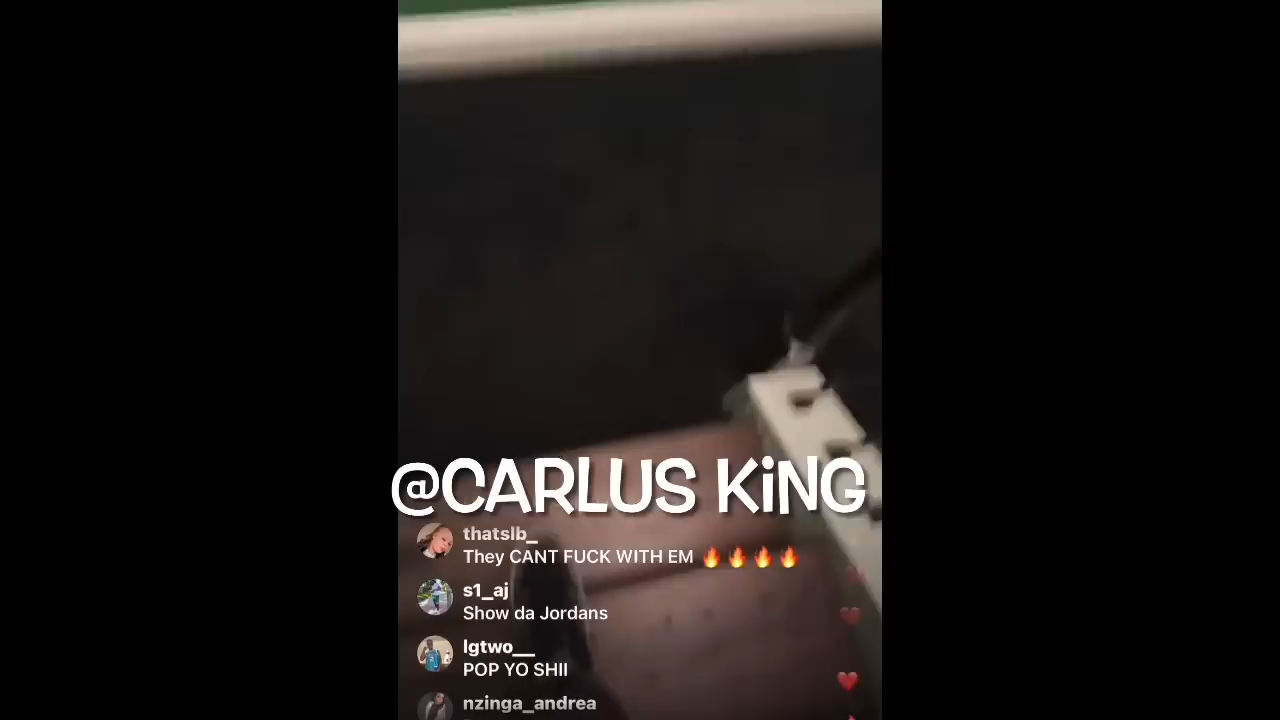 @CARLUS KiNG
thatslb_
They CANT FUCK WITH EM 🔥🔥🔥🔥
s1_aj
Show da Jordans
lgtwo__
POP YO SHII
nzinga_andrea